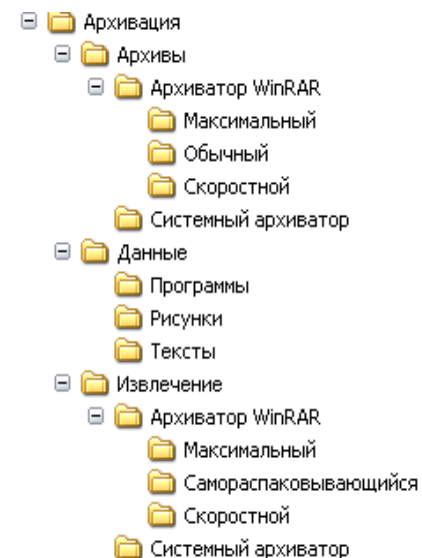 Архивация
Архивы
Архиватор WinRAR
Максимальный
Обычный
Скоростной
Системный архиватор
Данные
Программы
Рисунки
Тексты
Извлечение
Архиватор WinRAR
Максимальный
Самораспаковывающийся
Скоростной
Системный архиватор